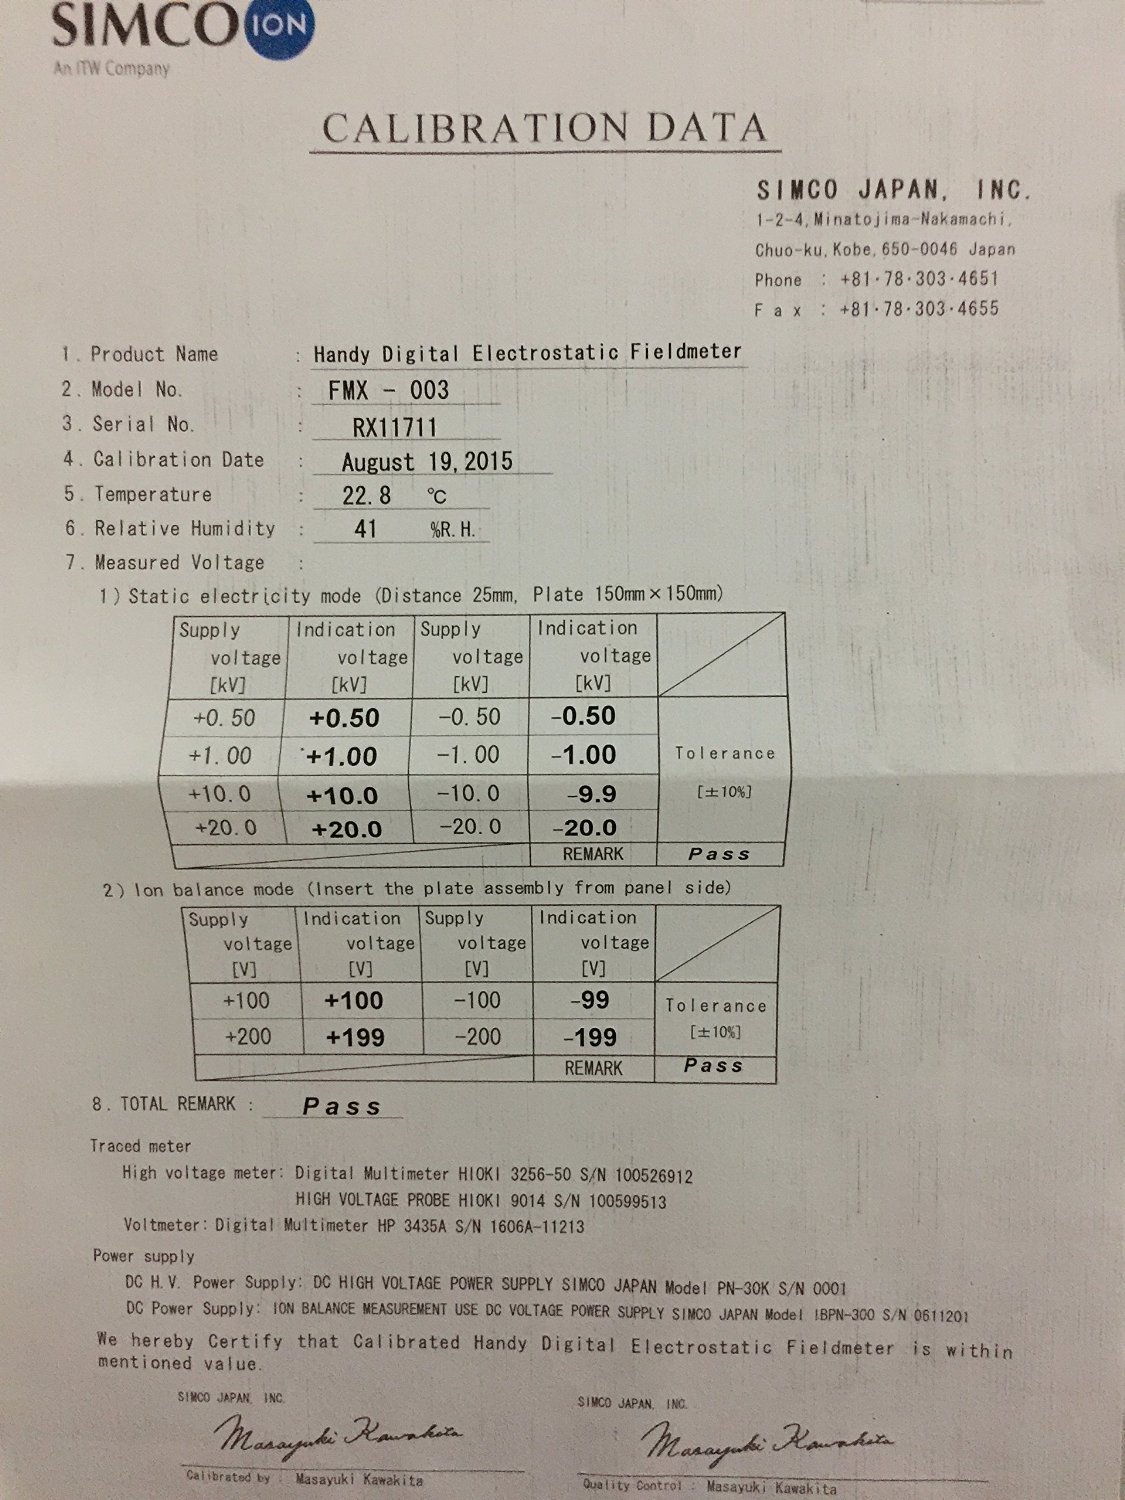 SIMCO ION
An ITW Company
CALIBRATION DATA
SIMCO JAPAN, INC.
1-2-4, Minatojima-Nakamachi,
Chuo-ku, Kobe, 650-0046 Japan
Phone : +81・78・303・4651
Fax : +81・78・303・4655
1. Product Name : Handy Digital Electrostatic Fieldmeter
2. Model No. : FMX - 003
3. Serial No. : RX11711
4. Calibration Date : August 19, 2015
5. Temperature : 22.8 ℃
6. Relative Humidity : 41 %R.H.
7. Measured Voltage :
1) Static electricity mode (Distance 25mm, Plate 150mm×150mm)
Supply Indication Supply Indication
voltage voltage voltage voltage
[kV] [kV] [kV] [kV]
+0.50 +0.50 -0.50 -0.50
+1.00 +1.00 -1.00 -1.00 Tolerance
+10.0 +10.0 -10.0 -9.9 [±10%]
+20.0 +20.0 -20.0 -20.0
REMARK Pass
2) Ion balance mode (Insert the plate assembly from panel side)
Supply Indication Supply Indication
voltage voltage voltage voltage
[V] [V] [V] [V]
+100 +100 -100 -99 Tolerance
+200 +199 -200 -199 [±10%]
REMARK Pass
8. TOTAL REMARK : Pass
Traced meter
High voltage meter: Digital Multimeter HIOKI 3256-50 S/N 100526912
HIGH VOLTAGE PROBE HIOKI 9014 S/N 100599513
Voltmeter: Digital Multimeter HP 3435A S/N 1606A-11213
Power supply
DC H.V. Power Supply: DC HIGH VOLTAGE POWER SUPPLY SIMCO JAPAN Model PN-30K S/N 0001
DC Power Supply: ION BALANCE MEASUREMENT USE DC VOLTAGE POWER SUPPLY SIMCO JAPAN Model IBPN-300 S/N 0611201
We hereby Certify that Calibrated Handy Digital Electrostatic Fieldmeter is within
mentioned value.
SIMCO JAPAN, INC. SIMCO JAPAN, INC.
Masayuki Kawakita Masayuki Kawakita
Calibrated by : Masayuki Kawakita Quality Control : Masayuki Kawakita